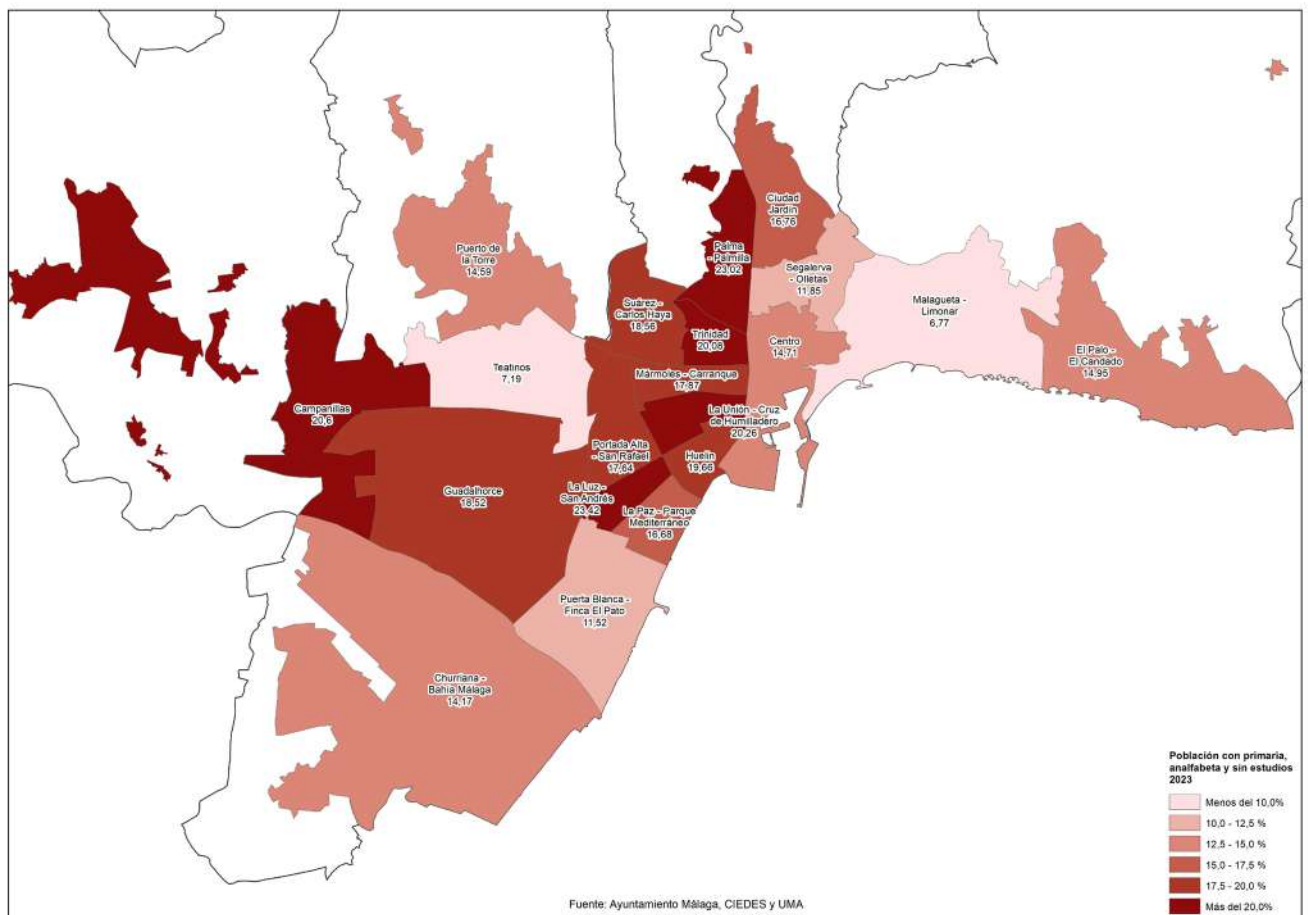 Ciudad
Jardín
16,76
Palma
- Palmilla
23,02
Puerto de
la Torre
14,59
Segalerva -
Olletas
11,85
Malagueta -
Limonar
6,77
Suárez -
Carlos Haya
18,56
Trinidad
20,08
Centro
14,71
El Palo -
El Candado
14,95
Teatinos
7,19
Mármoles - Carranque
17,87
Campanillas
20,6
La Unión - Cruz
de Humilladero
20,26
Portada Alta
- San Rafael
17,64
Huelin
19,66
Guadalhorce
18,52
La Luz -
San Andrés
23,42
La Paz - Parque
Mediterráneo
16,68
Puerta Blanca -
Finca El Pato
11,52
Churriana -
Bahía Málaga
14,17
Población con primaria,
analfabeta y sin estudios
2023
Menos del 10,0%
10,0 - 12,5 %
12,5 - 15,0 %
15,0 - 17,5 %
17,5 - 20,0 %
Más del 20,0%
Fuente: Ayuntamiento Málaga, CIEDES y UMA